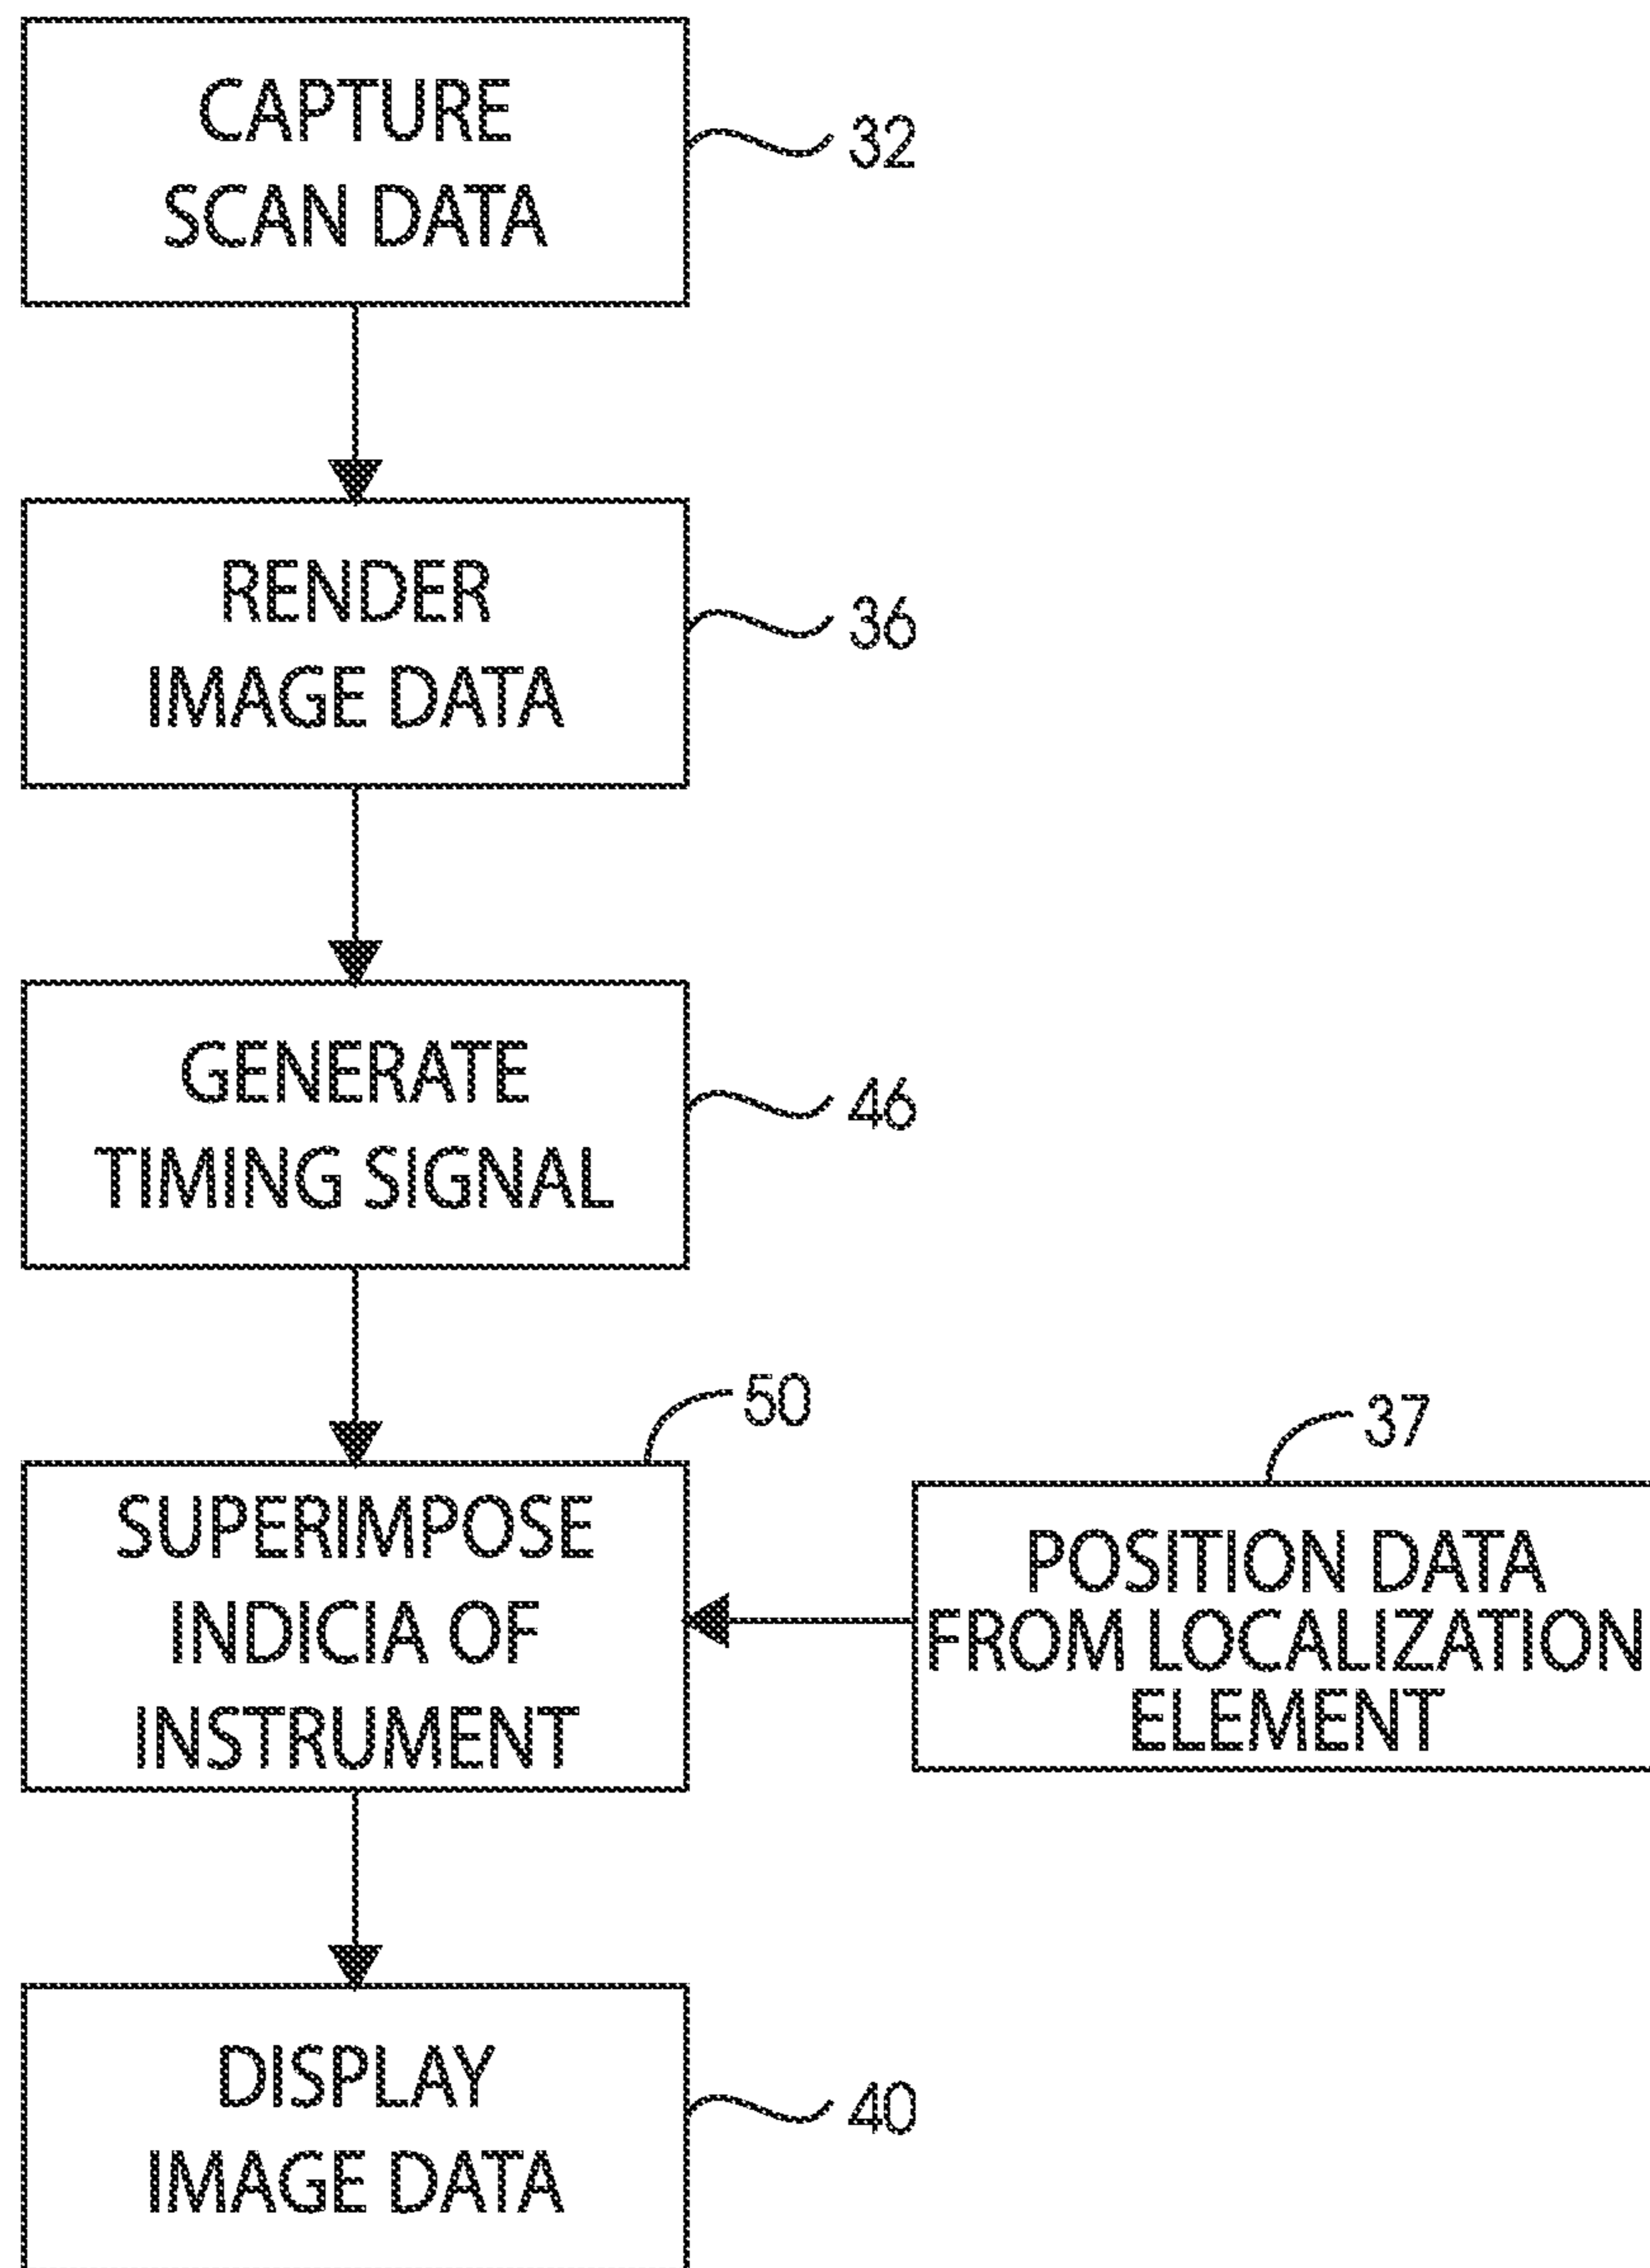 CAPTURE
SCAN DATA
32
RENDER
IMAGE DATA
36
GENERATE
TIMING SIGNAL
46
50
SUPERIMPOSE
INDICIA OF
INSTRUMENT
37
POSITION DATA
FROM LOCALIZATION
ELEMENT
DISPLAY
IMAGE DATA
40